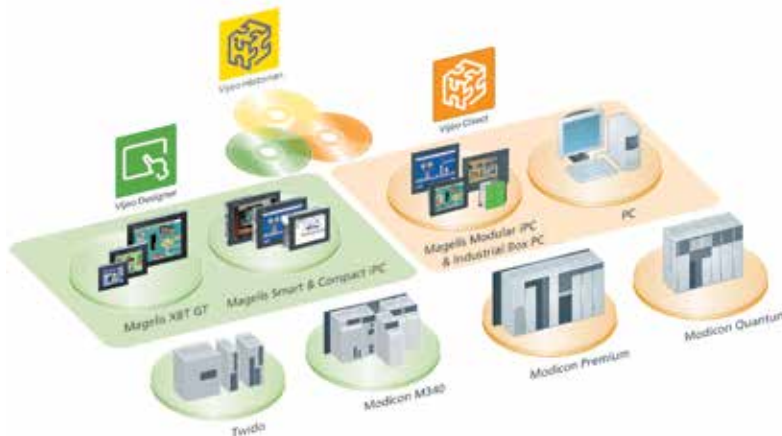 Vijeo Historian
Vijeo Citect
Vijeo Designer
PC
Magelis Modular iPC
& Industrial Box PC
Magelis Smart & Compact iPC
Magelis XBT GT
Modicon Quantum
Modicon Premium
Modicon M340
Twido